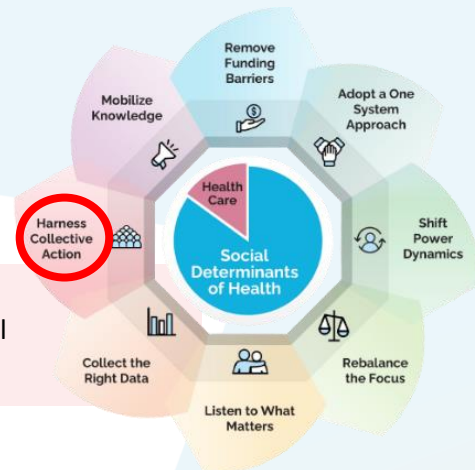 Remove
Funding
Barriers
Adopt a One
System
Approach
Mobilize
Knowledge
Health
Care
Harness
Collective
Action
Social
Determinants
of Health
Shift
Power
Dynamics
l
Collect the
Right Data
Rebalance
the Focus
Listen to What
Matters